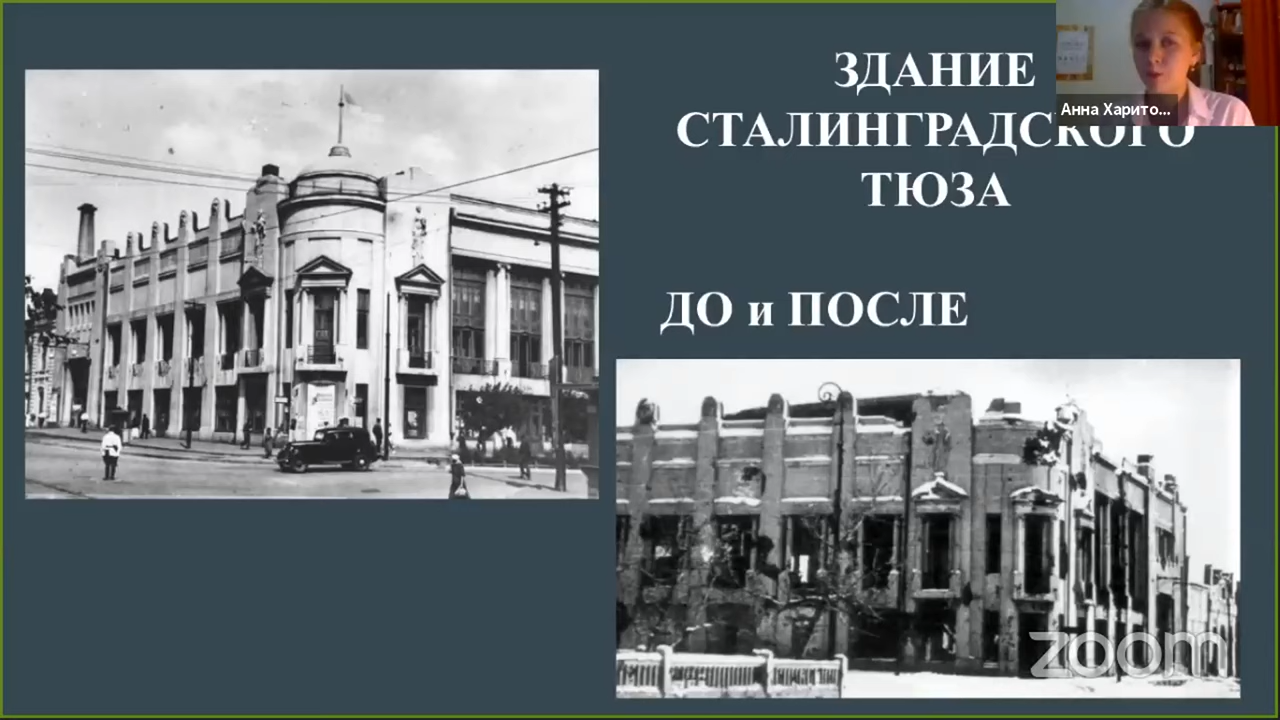 ЗДАНИЕ
СТАЛИНГРАДСКОГО
ТЮЗА
ДО и ПОСЛЕ
Анна Харито...
zoom